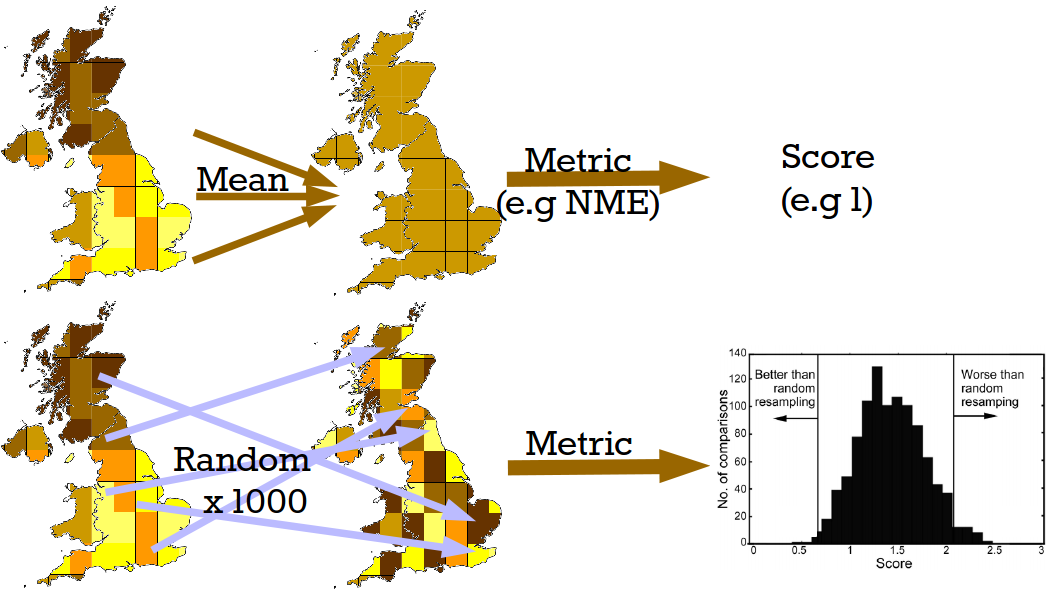 Mean
Metric
(e.g NME)
Score
(e.g 1)
Random
x 1000
Metric
140
120
100
80
60
40
20
0
No. of comparisons
Better than
random
resampling
Worse than
random
resamping
0
0.5
1
1.5
2
2.5
3
Score